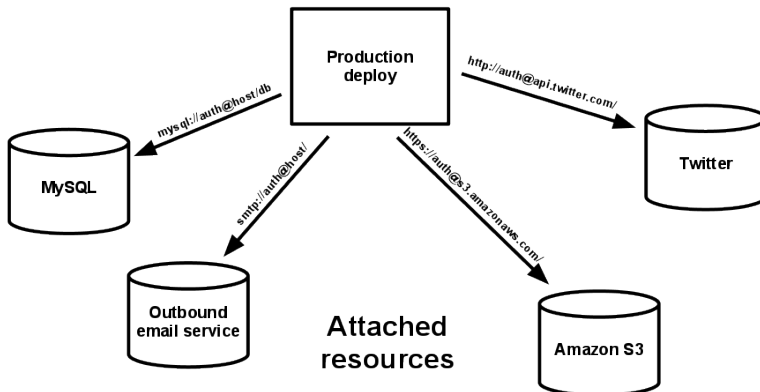 Production
deploy
mysql://auth@host/db
http://auth@api.twitter.com/
smtp://auth@host/
https://auth@s3.amazonaws.com/
MySQL
Twitter
Outbound
email service
Attached
resources
Amazon S3